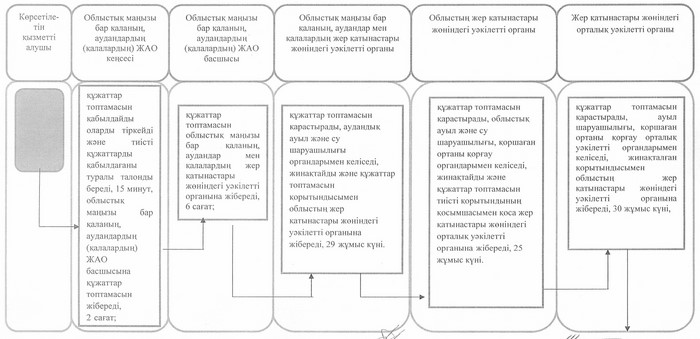 Көрсетіле-
тін
қызметті
алушы
Облыстық маңызы
бар қаланың,
аудандардың
(қалалардың) ЖАО
кеңсесі
Облыстық маңызы
бар қаланың,
аудандардың
(қалалардың) ЖАО
басшысы
Облыстық маңызы бар
қаланың, аудандар мен
қалалардың жер қатынастары
жөніндегі уәкілетті органы
Облыстың жер қатынастары
жөніндегі уәкілетті органы
Жер қатынастары жөніндегі
орталық уәкілетті органы
құжаттар
топтамасын
қабылдайды
оларды тіркейді
және тиісті
құжаттарды
қабылдағаны
туралы талонды
береді, 15 минут,
облыстық
маңызы бар
қаланың,
аудандардың
(қалалардың)
ЖАО
басшысына
құжаттар
топтамасын
жібереді,
2 сағат;
құжаттар
топтамасын
облыстық маңызы
бар қаланың,
аудандар мен
қалалардың жер
қатынастары
жөніндегі уәкілетті
органына жібереді,
6 сағат;
құжаттар топтамасын
қарастырады, аудандық
ауыл және су
шаруашылығы
органдарымен келіседі,
жинақтайды және құжаттар
топтамасын
қорытындысымен
облыстың жер
қатынастары жөніндегі
уәкілетті органына
жібереді, 29 жұмыс күні.
құжаттар топтамасын
қарастырады, облыстық
ауыл және су
шаруашылығы, қоршаған
ортаны қорғау
органдарымен келіседі,
жинақтайды және
құжаттар топтамасын
тиісті қорытындының
қосымшасымен қоса жер
қатынастары жөніндегі
орталық уәкілетті
органына жібереді, 25
жұмыс күні.
құжаттар топтамасын
қарастырады, ауыл
шаруашылығы, қоршаған
ортаны қорғау орталық
уәкілетті органдарымен
келіседі, жинақталған
қорытындысымен
облыстың жер
қатынастары жөніндегі
уәкілетті органына
жібереді, 30 жұмыс күні,